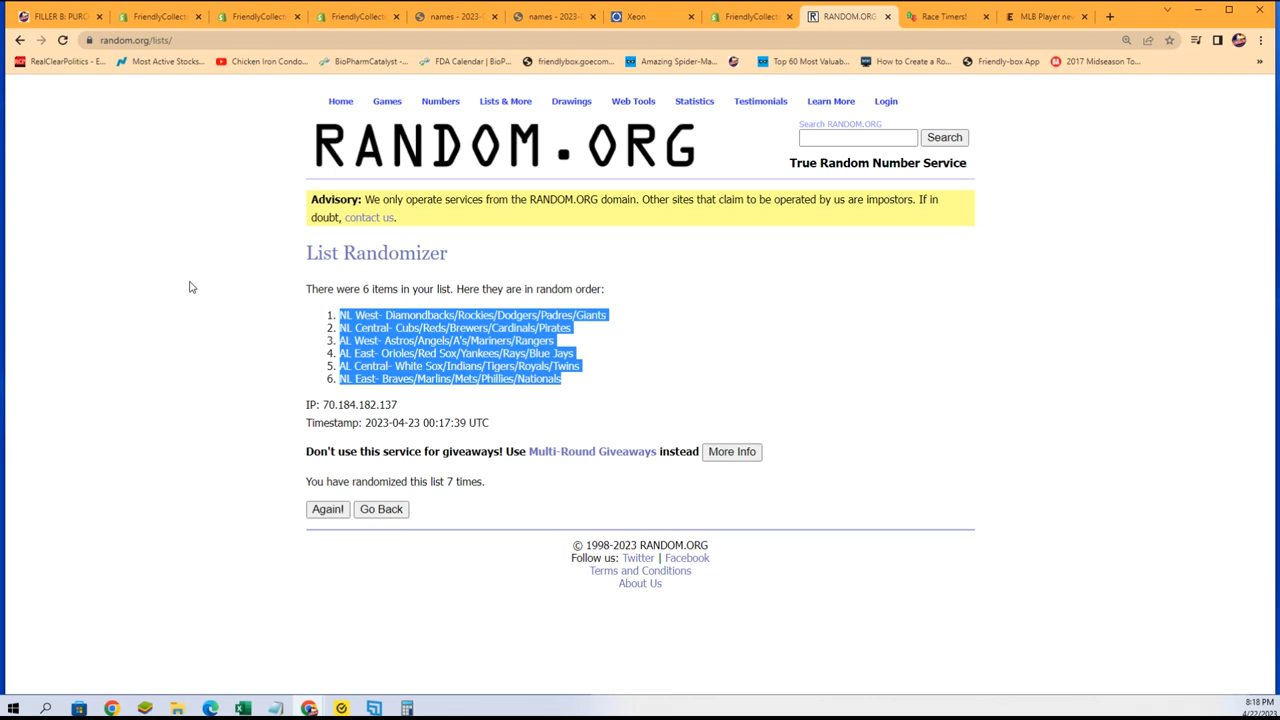 FILLER B: PURC
FriendlyCollect
FriendlyCollect
FriendlyCollect
names - 2023-
names - 2023-
Xeon
FriendlyCollect
RANDOM.ORG
Race Timers!
MLB Player
random.org/lists/
RealClearPolitics - E...
Most Active Stocks...
Chicken Iron Condo...
BioPharmCatalyst -...
FDA Calendar | BioP...
friendlybox.goecom...
Amazing Spider-Ma...
Top 60 Most Valuab...
How to Create a Ro...
Friendly-box App
2017 Midseason To...
»
Home Games Numbers Lists & More Drawings Web Tools Statistics Testimonials Learn More Login
RANDOM.ORG
Search RANDOM.ORG
Search
True Random Number Service
Advisory: We only operate services from the RANDOM.ORG domain. Other sites that claim to be operated by us are impostors. If in
doubt, contact us.
List Randomizer
There were 6 items in your list. Here they are in random order:
1. NL West- Diamondbacks/Rockies/Dodgers/Padres/Giants
2. NL Central- Cubs/Reds/Brewers/Cardinals/Pirates
3. AL West- Astros/Angels/A's/Mariners/Rangers
4. AL East- Orioles/Red Sox/Yankees/Rays/Blue Jays
5. AL Central- White Sox/Indians/Tigers/Royals/Twins
6. NL East- Braves/Marlins/Mets/Phillies/Nationals
IP: 70.184.182.137
Timestamp: 2023-04-23 00:17:39 UTC
Don't use this service for giveaways! Use Multi-Round Giveaways instead More Info
You have randomized this list 7 times.
Again! Go Back
© 1998-2023 RANDOM.ORG
Follow us: Twitter | Facebook
Terms and Conditions
About Us
8:18 PM
4/22/2023